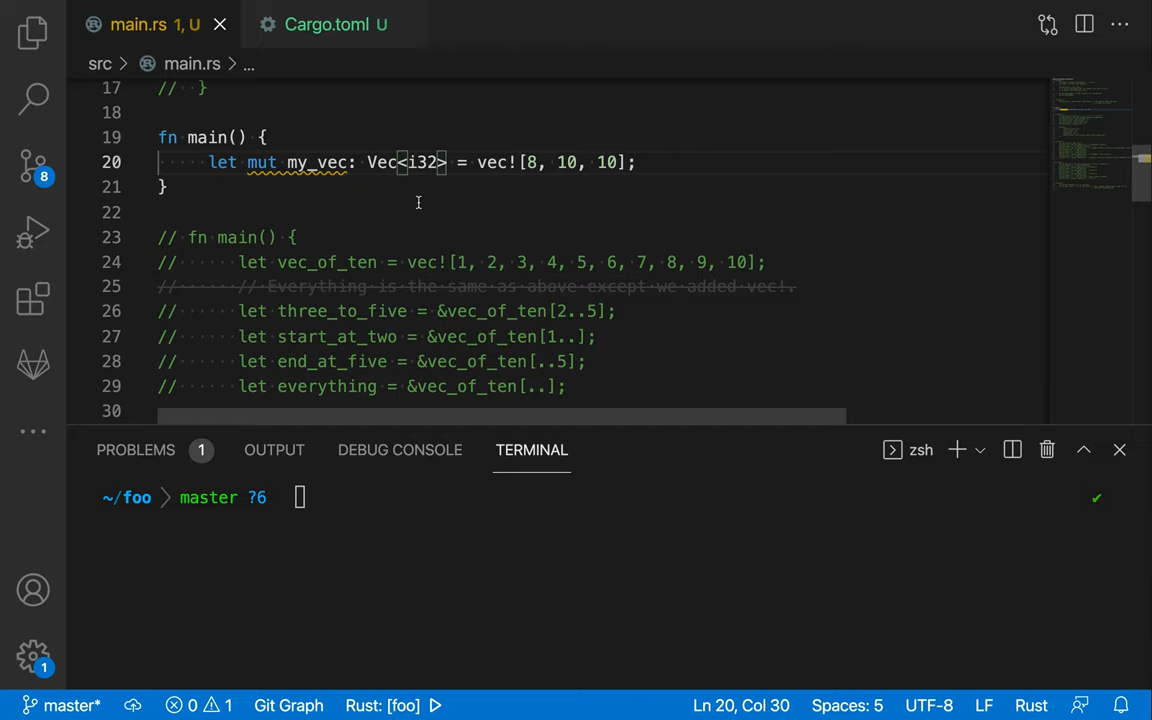 main.rs 1, U
Cargo.toml U
src > main.rs > ...
17 // }
18
19 fn main() {
20 let mut my_vec: Vec<i32> = vec![8, 10, 10];
21 }
22
23 // fn main() {
24 // let vec_of_ten = vec![1, 2, 3, 4, 5, 6, 7, 8, 9, 10];
25 // // Everything is the same as above except we added vec!.
26 // let three_to_five = &vec_of_ten[2..5];
27 // let start_at_two = &vec_of_ten[1..];
28 // let end_at_five = &vec_of_ten[..5];
29 // let everything = &vec_of_ten[..];
30
8
1
PROBLEMS 1 OUTPUT DEBUG CONSOLE TERMINAL zsh
~/foo > master ?6
master* 0 1 Git Graph Rust: [foo] Ln 20, Col 30 Spaces: 5 UTF-8 LF Rust